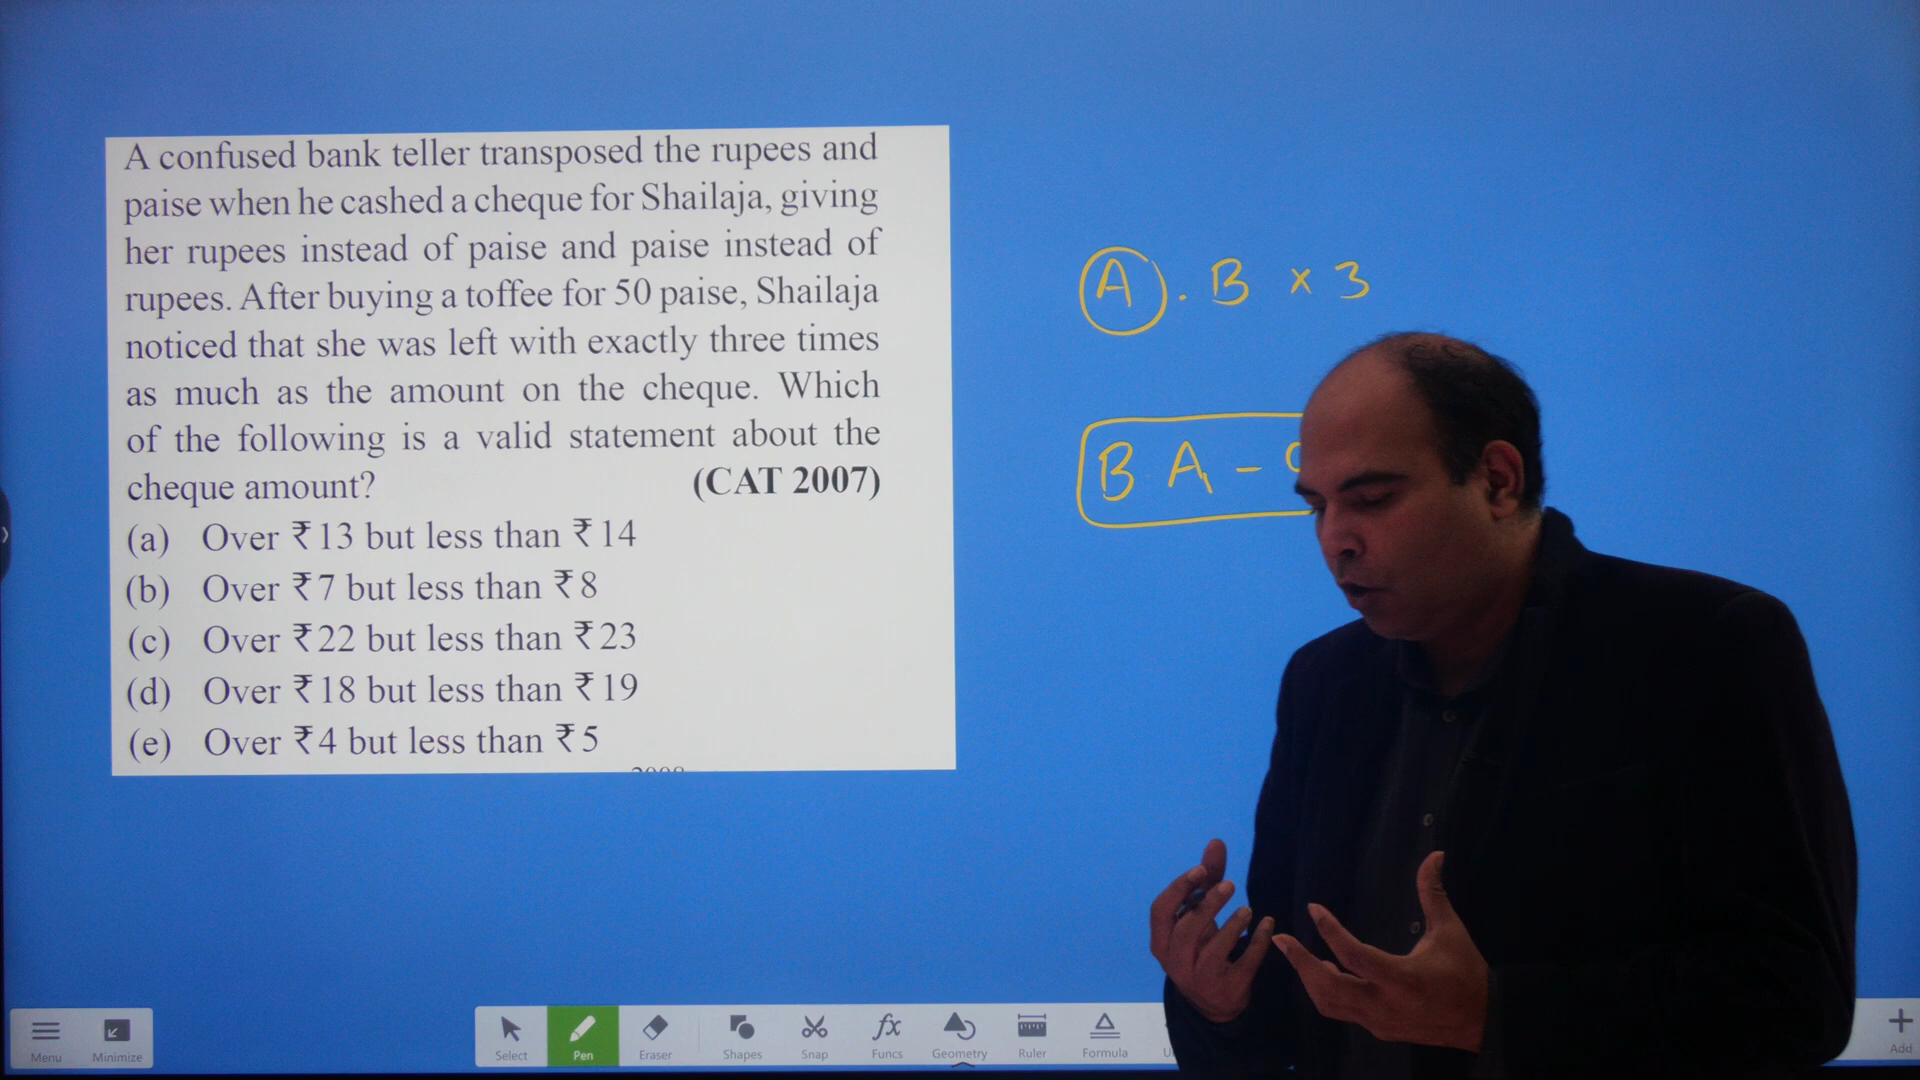 A confused bank teller transposed the rupees and
paise when he cashed a cheque for Shailaja, giving
her rupees instead of paise and paise instead of
rupees. After buying a toffee for 50 paise, Shailaja
noticed that she was left with exactly three times
as much as the amount on the cheque. Which
of the following is a valid statement about the
cheque amount? (CAT 2007)
(a) Over ₹ 13 but less than ₹ 14
(b) Over ₹ 7 but less than ₹ 8
(c) Over ₹ 22 but less than ₹ 23
(d) Over ₹ 18 but less than ₹ 19
(e) Over ₹ 4 but less than ₹ 5
A . B × 3
B . A -
Menu Minimize Select Pen Eraser Shapes Snap fx Funcs Geometry Ruler Formula Add